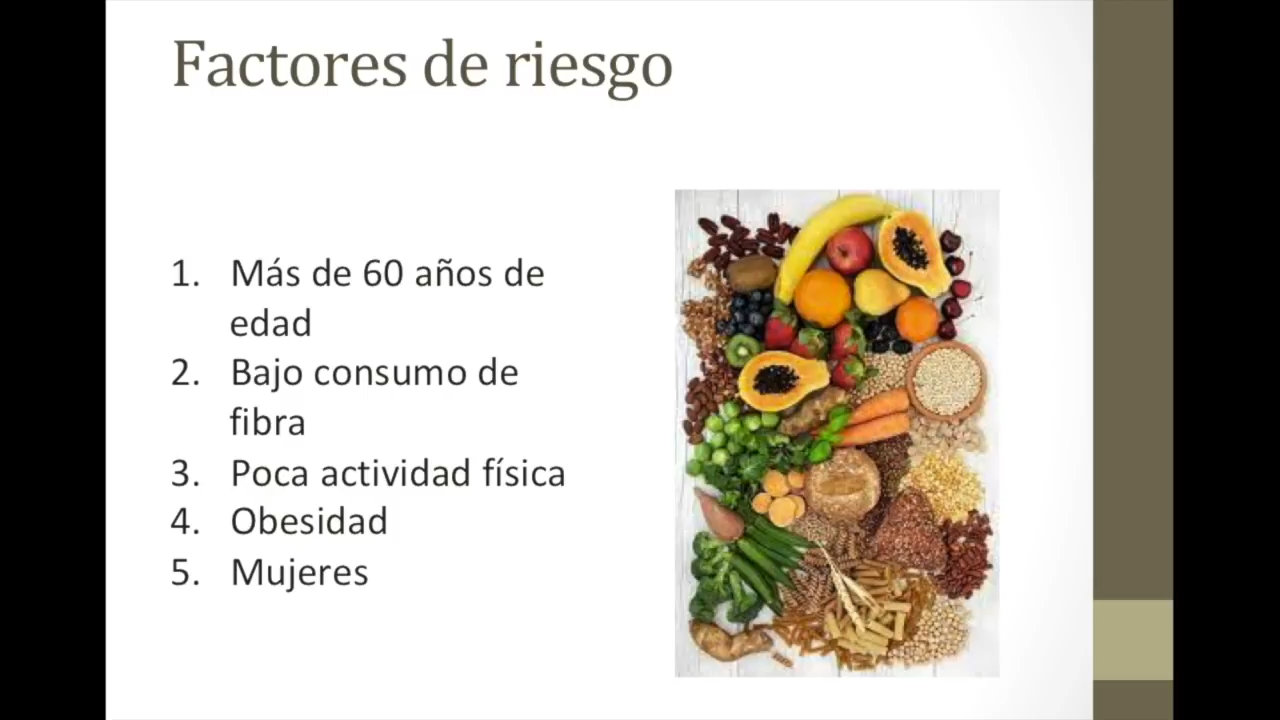 Factores de riesgo
1. Más de 60 años de
edad
2. Bajo consumo de
fibra
3. Poca actividad física
4. Obesidad
5. Mujeres